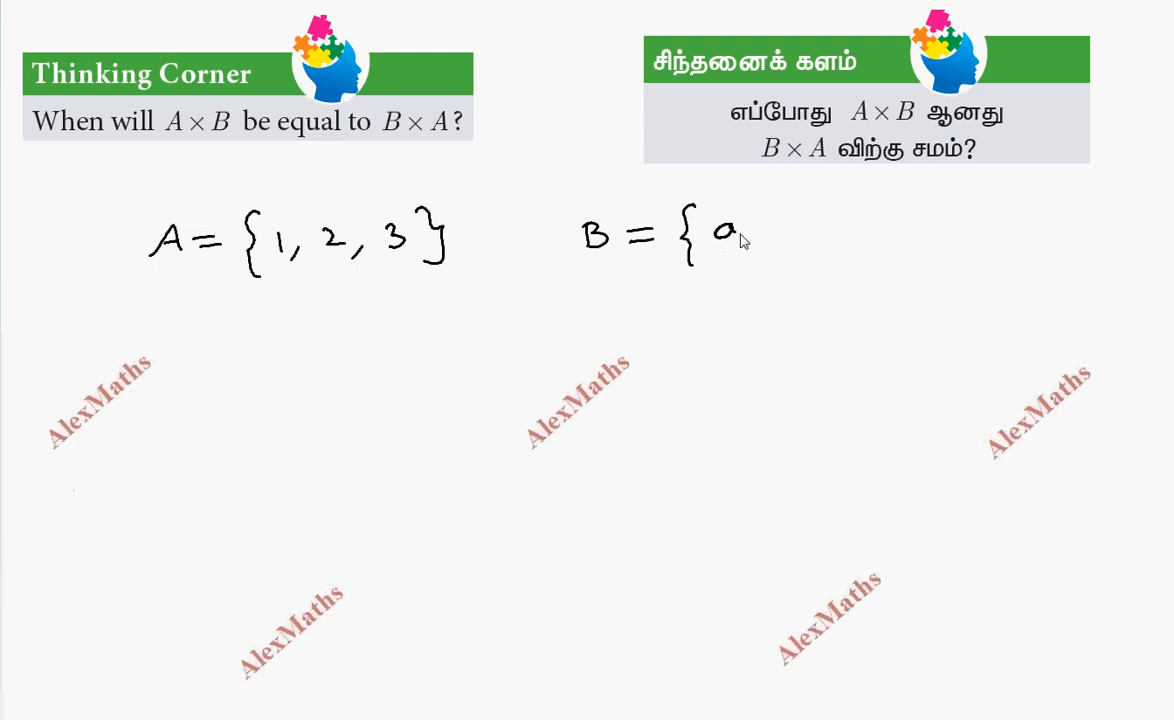 Thinking Corner
When will A × B be equal to B × A?
சிந்தனைக் களம்
எப்போது A × B ஆனது
B × A விற்கு சமம்?
A = {1, 2, 3}
B = { a
AlexMaths
AlexMaths
AlexMaths
AlexMaths
AlexMaths